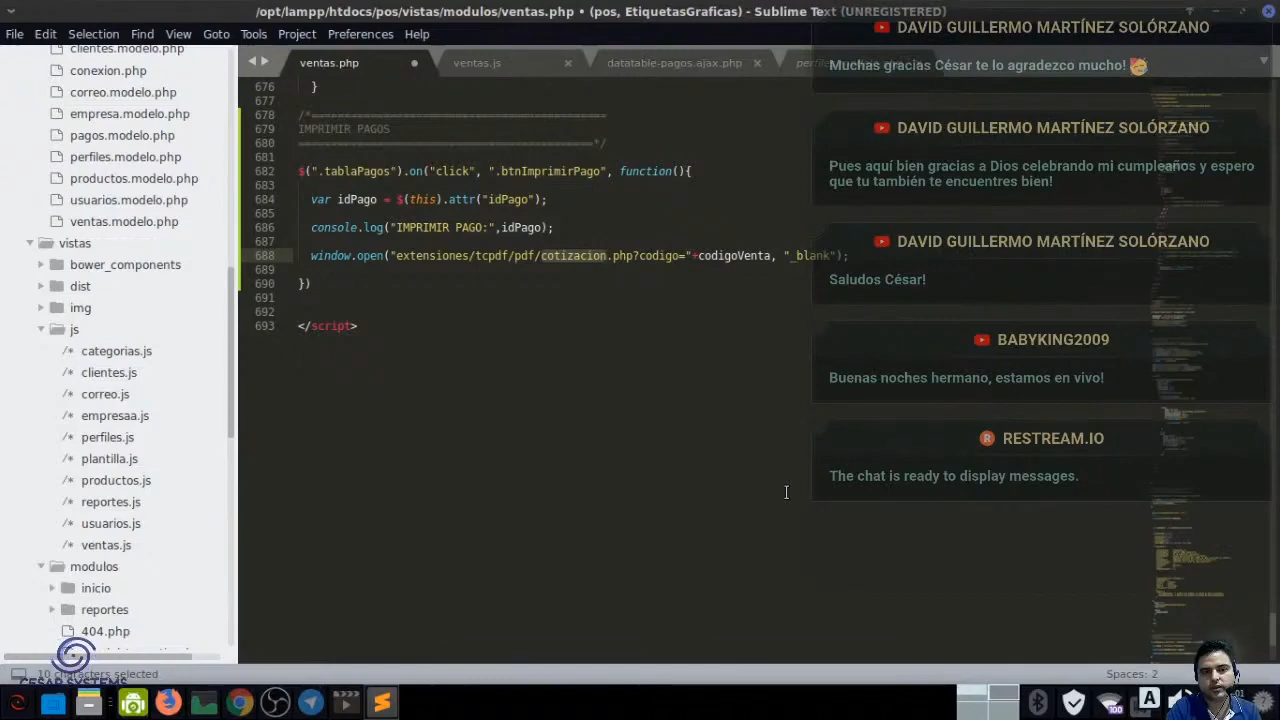 /opt/lampp/htdocs/pos/vistas/modulos/ventas.php • (pos, EtiquetasGraficas) - Sublime Text (UNREGISTERED)
File Edit Selection Find View Goto Tools Project Preferences Help
clientes.modelo.php
conexion.php
correo.modelo.php
empresa.modelo.php
pagos.modelo.php
perfiles.modelo.php
productos.modelo.php
usuarios.modelo.php
ventas.modelo.php
vistas
bower_components
dist
img
js
/* categorias.js
/* clientes.js
/* correo.js
/* empresaa.js
/* perfiles.js
/* plantilla.js
/* productos.js
/* reportes.js
/* usuarios.js
/* ventas.js
modulos
inicio
reportes
404.php
CESAR SYSTEMS
ventas.php ventas.js datatable-pagos.ajax.php
676 }
677
678 /*=============================================
679 IMPRIMIR PAGOS
680 =============================================*/
681
682 $(".tablaPagos").on("click", ".btnImprimirPago", function(){
683
684 var idPago = $(this).attr("idPago");
685
686 console.log("IMPRIMIR PAGO:",idPago);
687
688 window.open("extensiones/tcpdf/pdf/cotizacion.php?codigo="+codigoVenta, "_blank");
689
690 })
691
692
693 </script>
DAVID GUILLERMO MARTÍNEZ SOLÓRZANO
Muchas gracias César te lo agradezco mucho!
DAVID GUILLERMO MARTÍNEZ SOLÓRZANO
Pues aquí bien gracias a Dios celebrando mi cumpleaños y espero
que tu también te encuentres bien!
DAVID GUILLERMO MARTÍNEZ SOLÓRZANO
Saludos César!
BABYKING2009
Buenas noches hermano, estamos en vivo!
RESTREAM.IO
The chat is ready to display messages.
10 characters selected
Spaces: 2
100
A